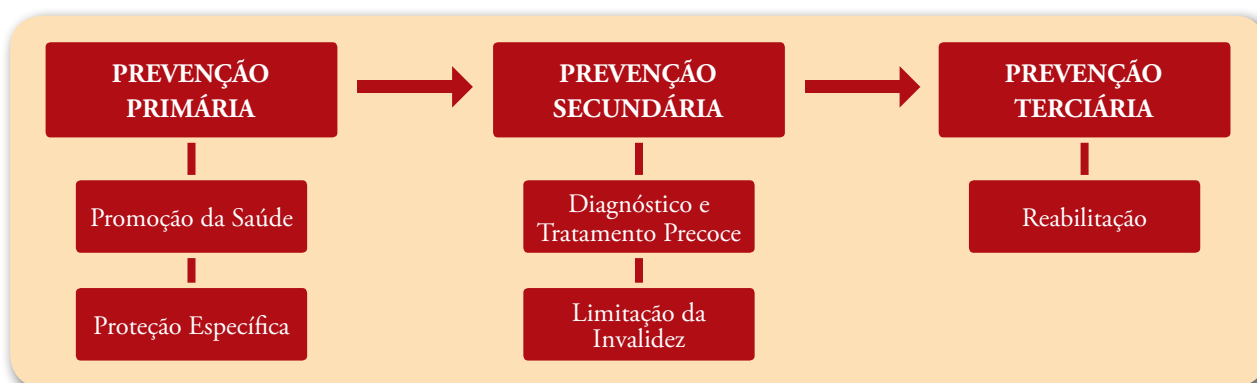 PREVENÇÃO
PRIMÁRIA
Promoção da Saúde
Proteção Específica
PREVENÇÃO
SECUNDÁRIA
Diagnóstico e
Tratamento Precoce
Limitação da
Invalidez
PREVENÇÃO
TERCIÁRIA
Reabilitação